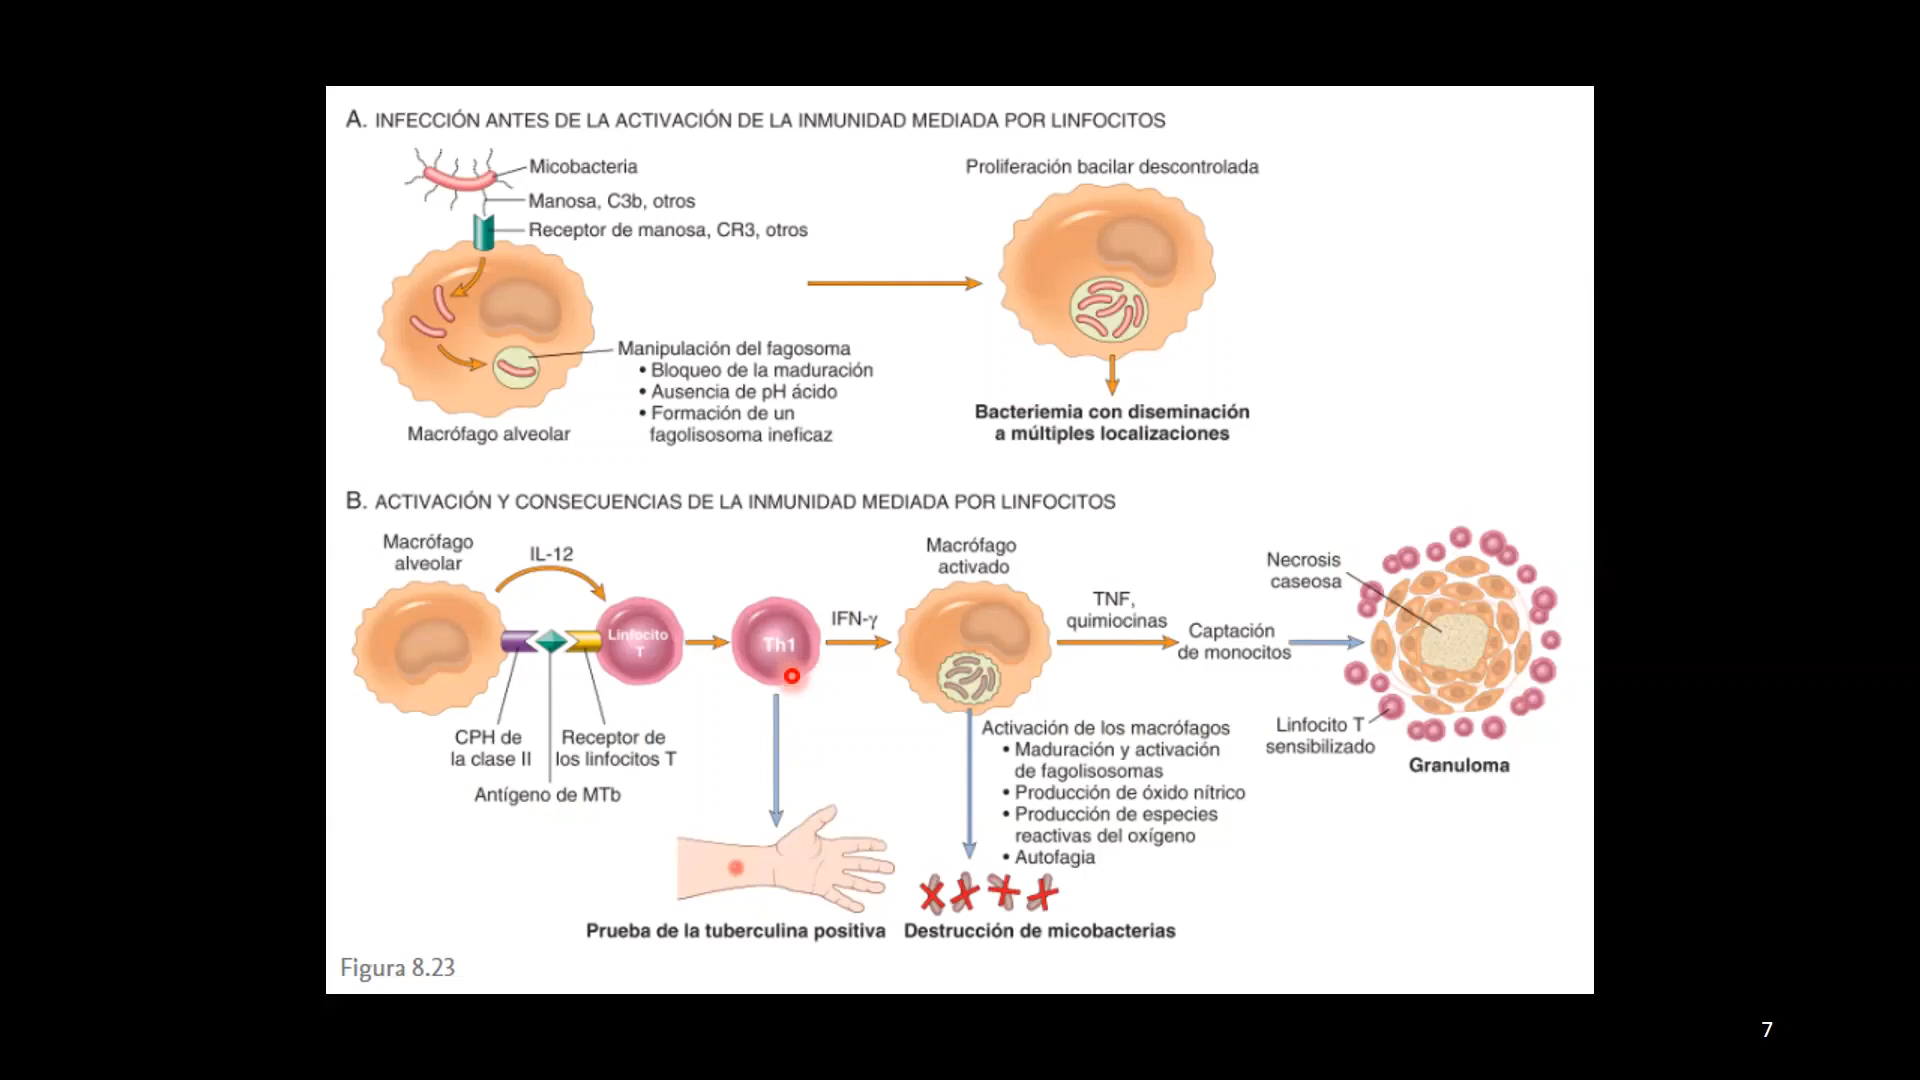 A. INFECCIÓN ANTES DE LA ACTIVACIÓN DE LA INMUNIDAD MEDIADA POR LINFOCITOS
Micobacteria
Manosa, C3b, otros
Receptor de manosa, CR3, otros
Manipulación del fagosoma
• Bloqueo de la maduración
• Ausencia de pH ácido
• Formación de un
fagolisosoma ineficaz
Macrófago alveolar
Proliferación bacilar descontrolada
Bacteriemia con diseminación
a múltiples localizaciones
B. ACTIVACIÓN Y CONSECUENCIAS DE LA INMUNIDAD MEDIADA POR LINFOCITOS
Macrófago
alveolar
IL-12
Linfocito
T
CPH de
la clase II
Receptor de
los linfocitos T
Antígeno de MTb
Th1
IFN-γ
Macrófago
activado
TNF,
quimiocinas
Captación
de monocitos
Necrosis
caseosa
Linfocito T
sensibilizado
Granuloma
Activación de los macrófagos
• Maduración y activación
de fagolisosomas
• Producción de óxido nítrico
• Producción de especies
reactivas del oxígeno
• Autofagia
Prueba de la tuberculina positiva
Destrucción de micobacterias
Figura 8.23
7